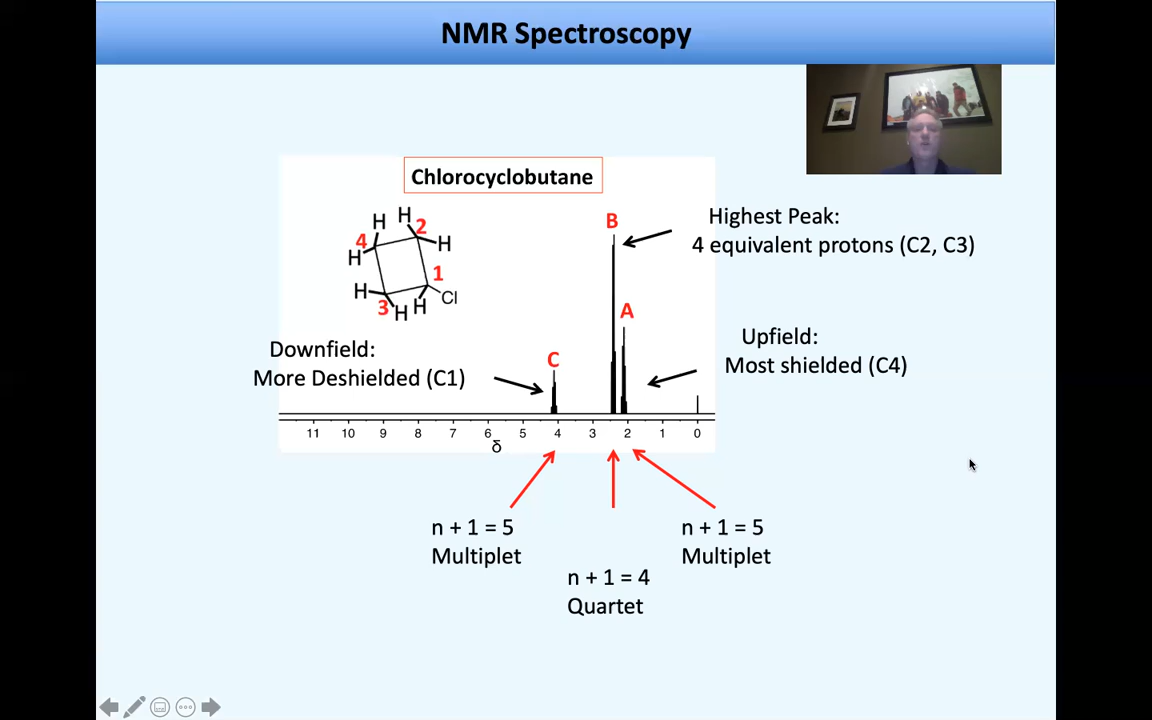 NMR Spectroscopy
Chlorocyclobutane
H
H
2
4
H
H
1
H
Cl
3
H
H
B
Highest Peak:
4 equivalent protons (C2, C3)
A
Upfield:
Most shielded (C4)
Downfield:
More Deshielded (C1)
C
11 10 9 8 7 6 5 4 3 2 1 0
δ
n + 1 = 5
Multiplet
n + 1 = 4
Quartet
n + 1 = 5
Multiplet